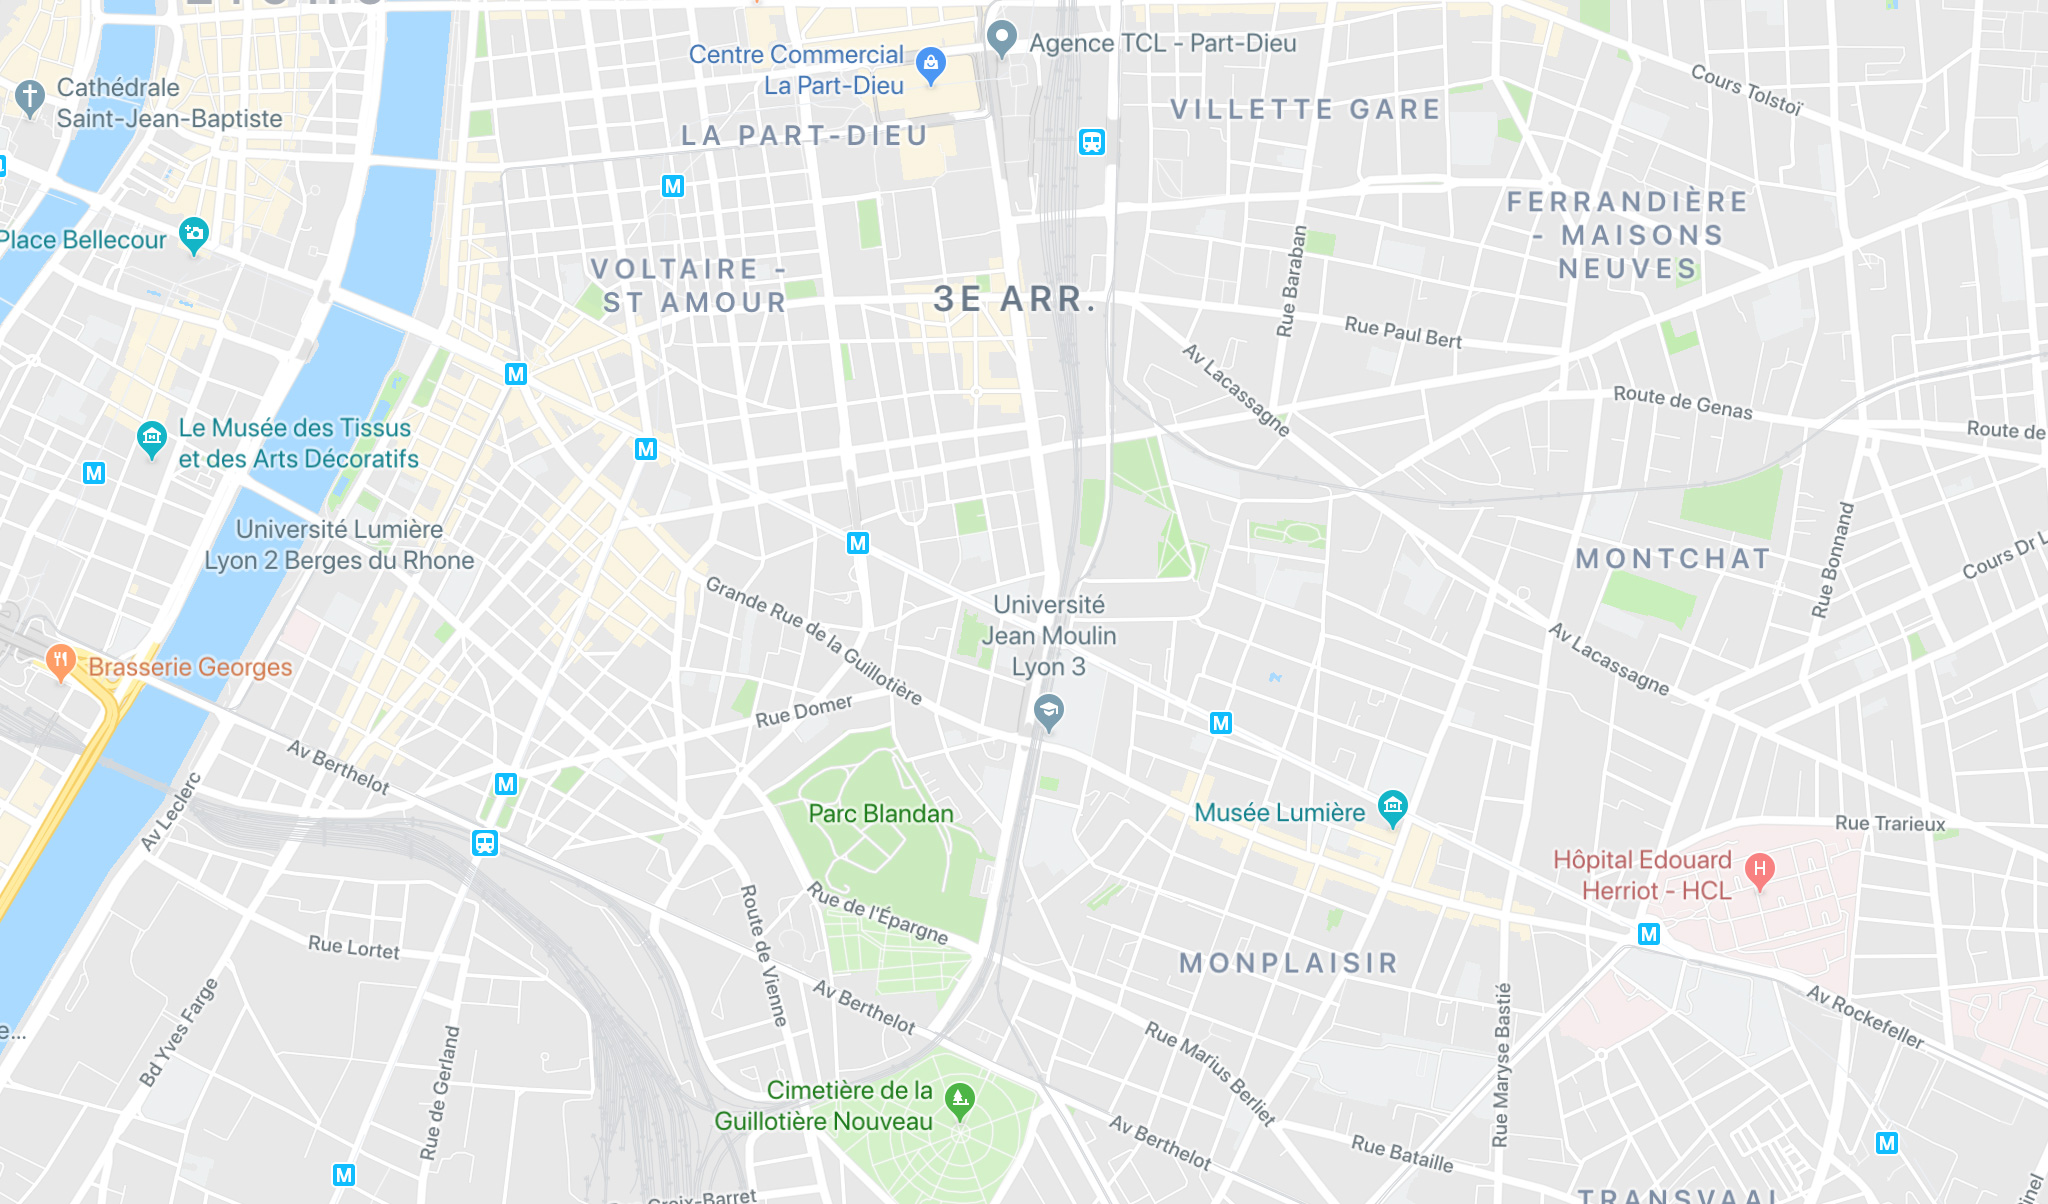 Centre Commercial
La Part-Dieu
Agence TCL - Part-Dieu
Cours Tolstoï
Cathédrale
Saint-Jean-Baptiste
LA PART-DIEU
VILLETTE GARE
M
FERRANDIÈRE
- MAISONS
NEUVES
Place Bellecour
VOLTAIRE -
ST AMOUR
3E ARR.
Rue Baraban
Rue Paul Bert
Av Lacassagne
M
Route de Genas
Route de
Le Musée des Tissus
et des Arts Décoratifs
M
M
Université Lumière
Lyon 2 Berges du Rhone
M
MONTCHAT
Rue Bonnand
Cours Dr L
Grande Rue de la Guillotière
Université
Jean Moulin
Lyon 3
Av Lacassagne
Brasserie Georges
Rue Domer
M
Av Berthelot
M
Av Leclerc
Parc Blandan
Musée Lumière
Rue Trarieux
Hôpital Edouard
Herriot - HCL
H
Rue de l'Épargne
Route de Vienne
M
Rue Lortet
MONPLAISIR
Av Berthelot
Av Rockefeller
Bd Yves Farge
Rue de Gerland
e...
Rue Marius Berliet
Rue Maryse Bastié
Cimetière de la
Guillotière Nouveau
Av Berthelot
Rue Bataille
M
M
Croix-Barret
TRANSVAAL
inel